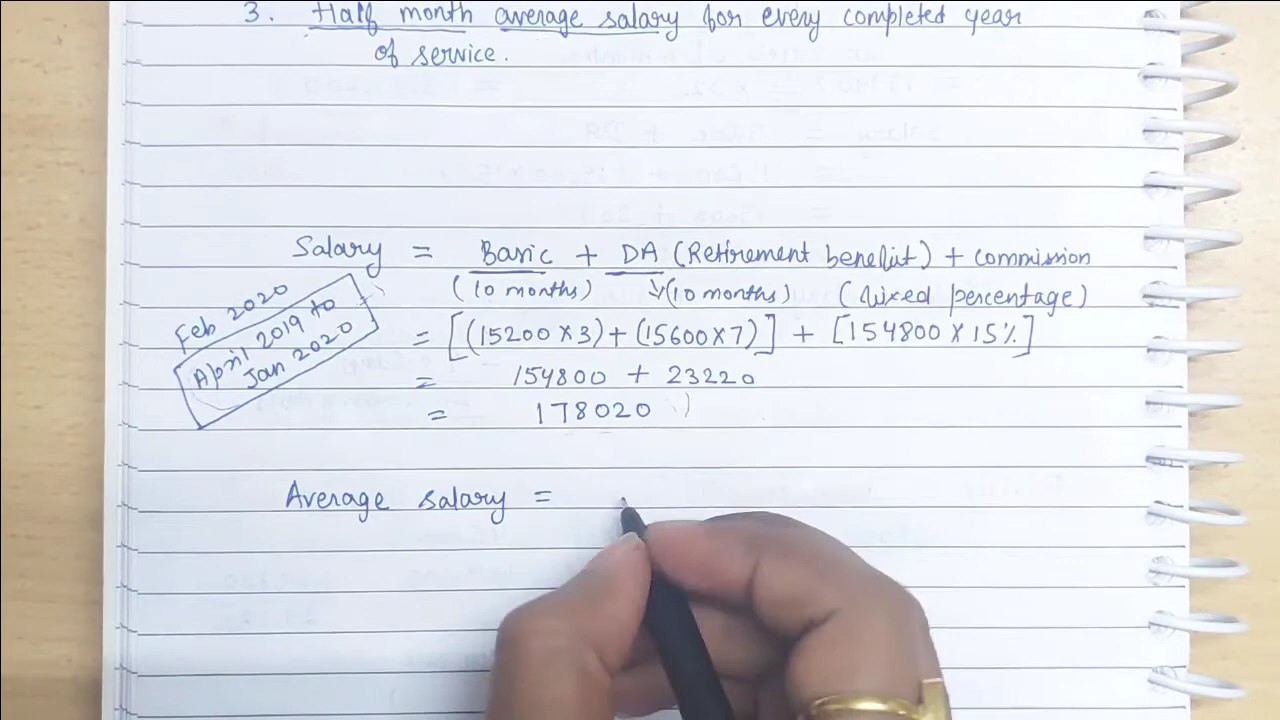 3. Half month average salary for every completed year
of service.
Salary = Basic + DA (Retirement benefit) + commission
(10 months) ↓(10 months) (fixed percentage)
Feb 2020
April 2019 to
Jan 2020
= [(15200×3)+(15600×7)] + [154800×15%]
= 154800 + 23220
= 178020
Average salary =